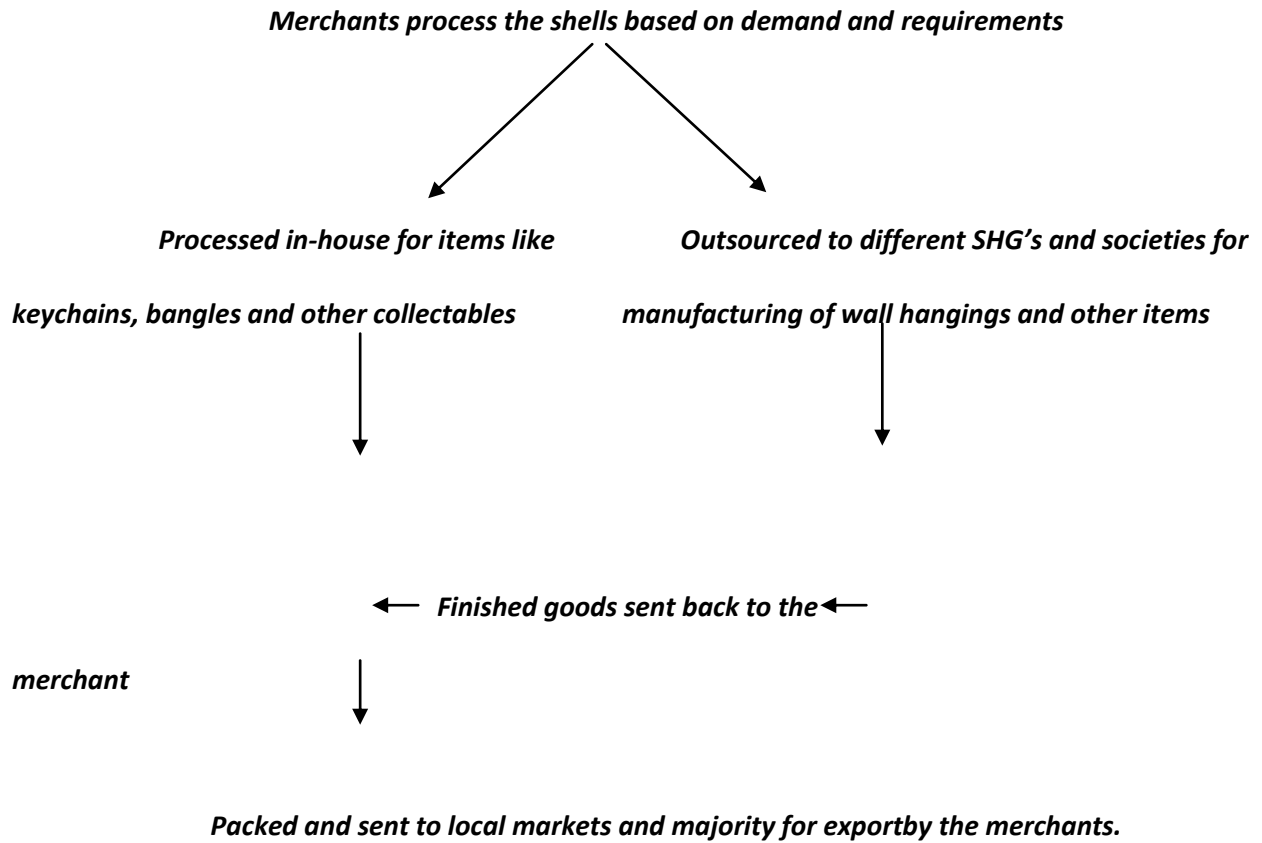 Merchants process the shells based on demand and requirements
Processed in-house for items like
Outsourced to different SHG's and societies for
keychains, bangles and other collectables
manufacturing of wall hangings and other items
Finished goods sent back to the
merchant
Packed and sent to local markets and majority for exportby the merchants.